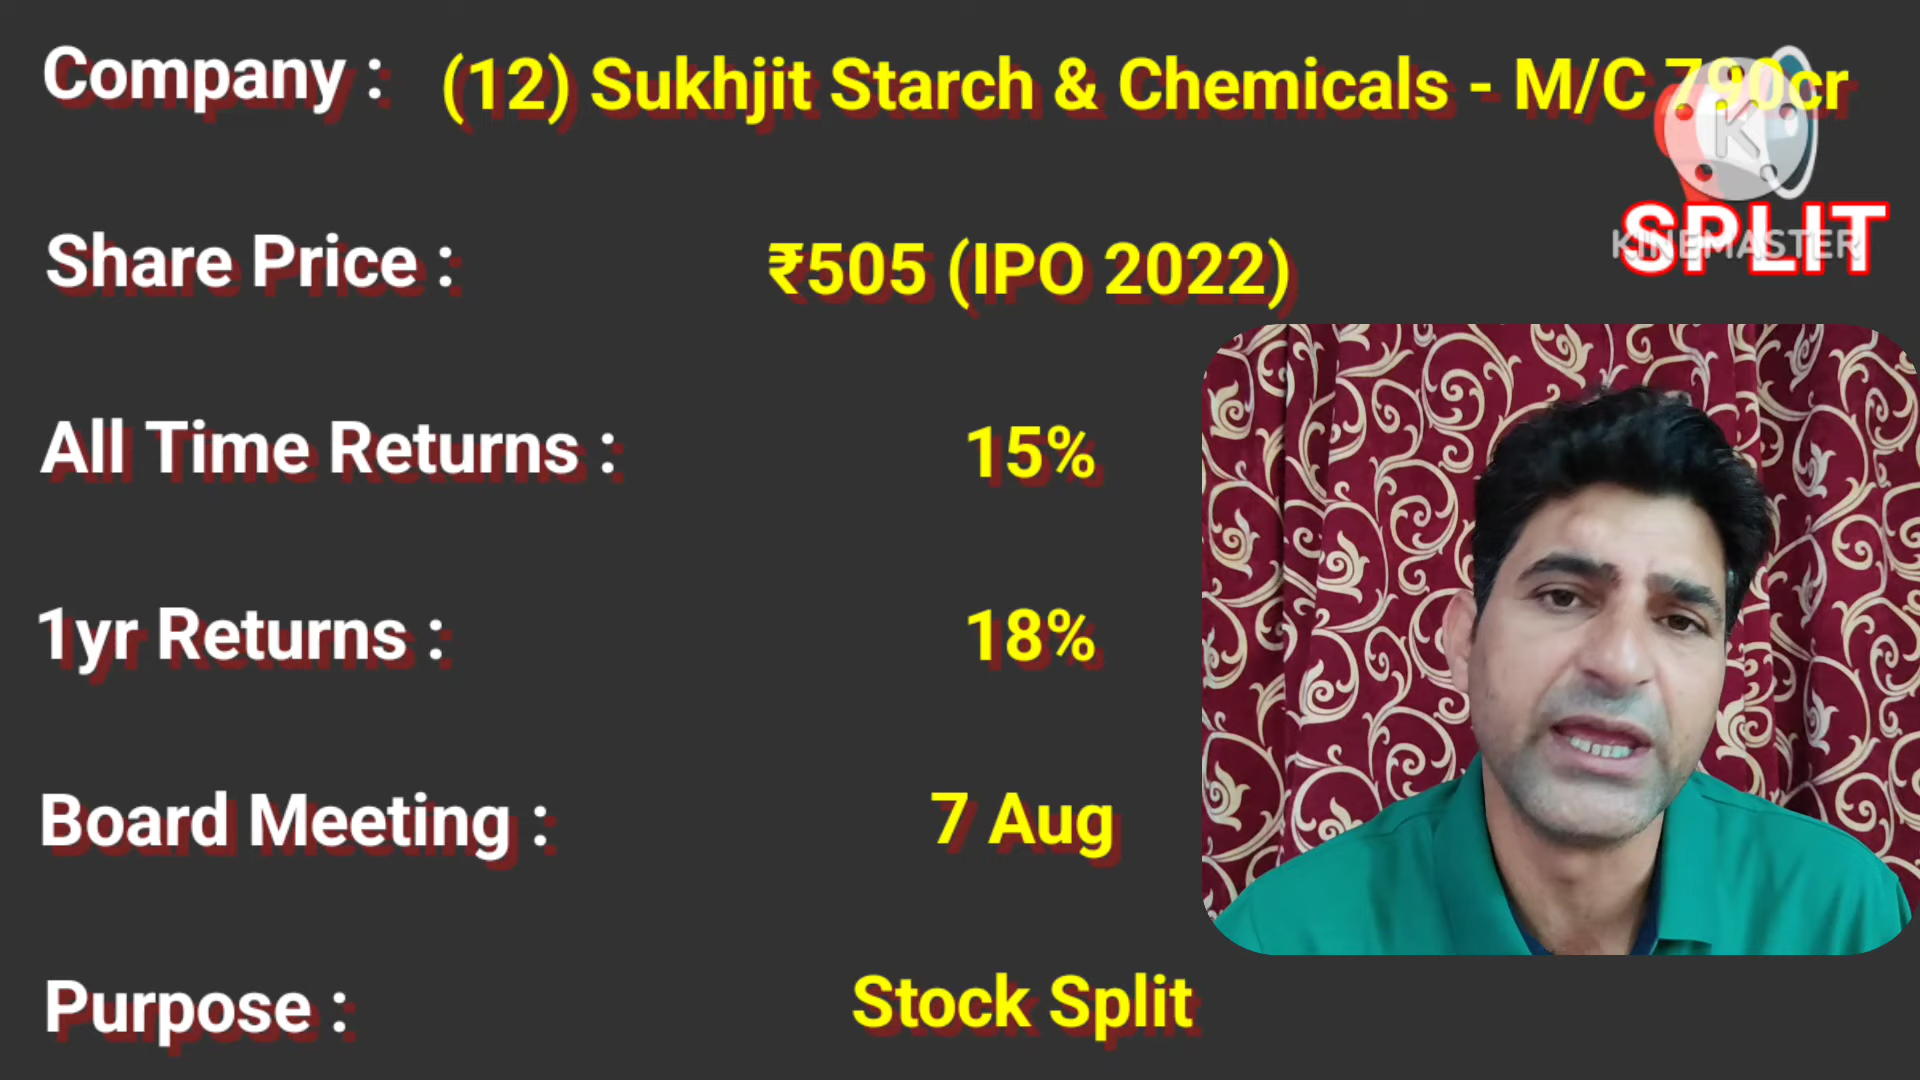 Company : (12) Sukhjit Starch & Chemicals - M/C 790cr
SPLIT
KINEMASTER
Share Price : ₹505 (IPO 2022)
All Time Returns : 15%
1yr Returns : 18%
Board Meeting : 7 Aug
Purpose : Stock Split